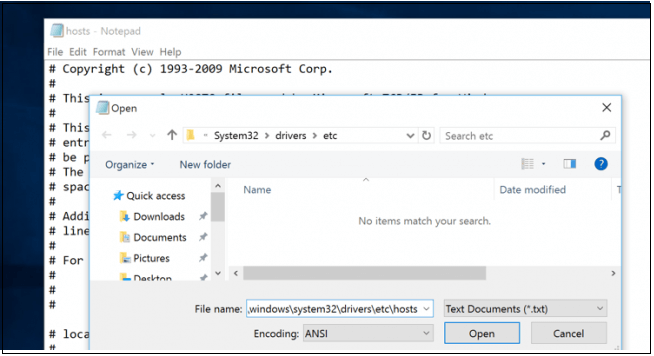 hosts - Notepad
File Edit Format View Help
# Copyright (c) 1993-2009 Microsoft Corp.
#
# This
Open
# This
# entr
# be p
# The
# spac
#
# Addi
# line
#
# For
#
#
#
# loca
#
System32 > drivers > etc
Search etc
Organize
New folder
?
Quick access
Downloads
Documents
Pictures
Desktop
Name
Date modified
T
No items match your search.
File name: \windows\system32\drivers\etc\hosts
Text Documents (*.txt)
Encoding: ANSI
Open
Cancel